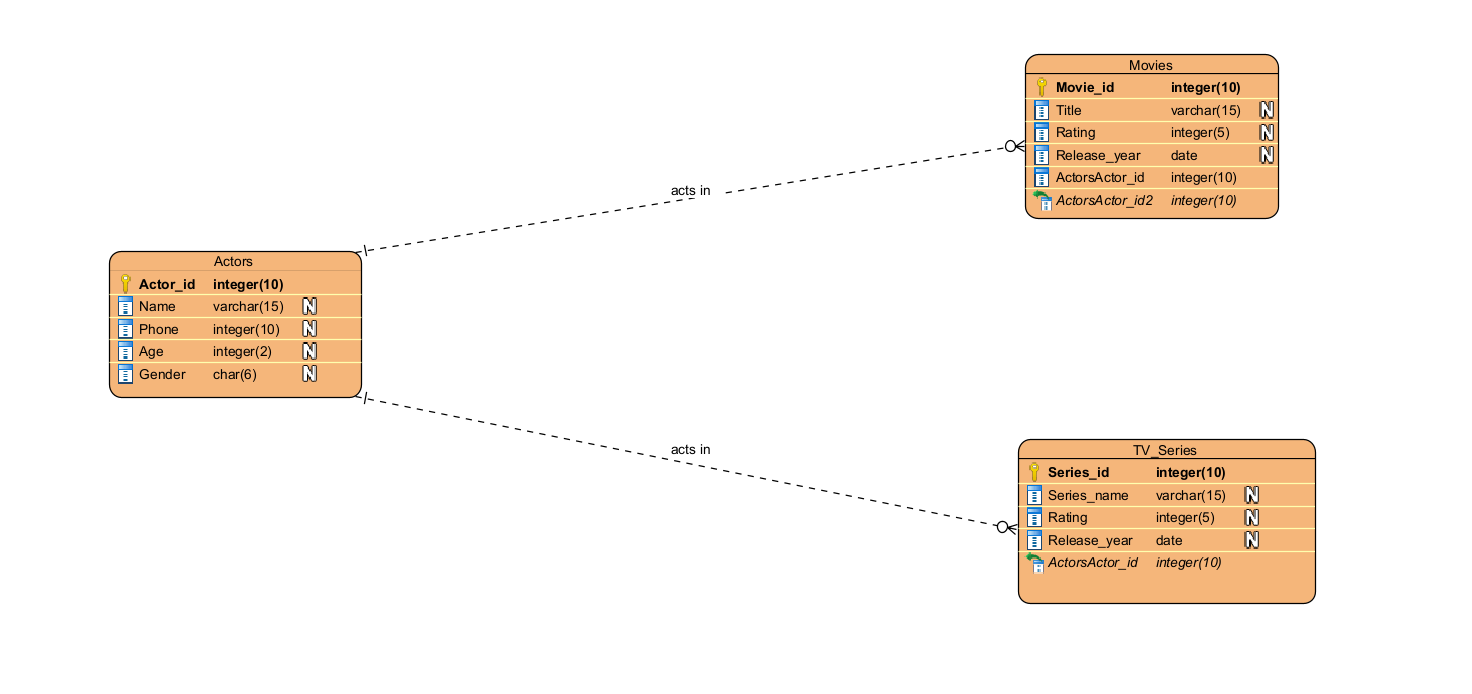 Movies
Movie_id integer(10)
Title varchar(15) N
Rating integer(5) N
Release_year date N
ActorsActor_id integer(10)
ActorsActor_id2 integer(10)
acts in
Actors
Actor_id integer(10)
Name varchar(15) N
Phone integer(10) N
Age integer(2) N
Gender char(6) N
acts in
TV_Series
Series_id integer(10)
Series_name varchar(15) N
Rating integer(5) N
Release_year date N
ActorsActor_id integer(10)